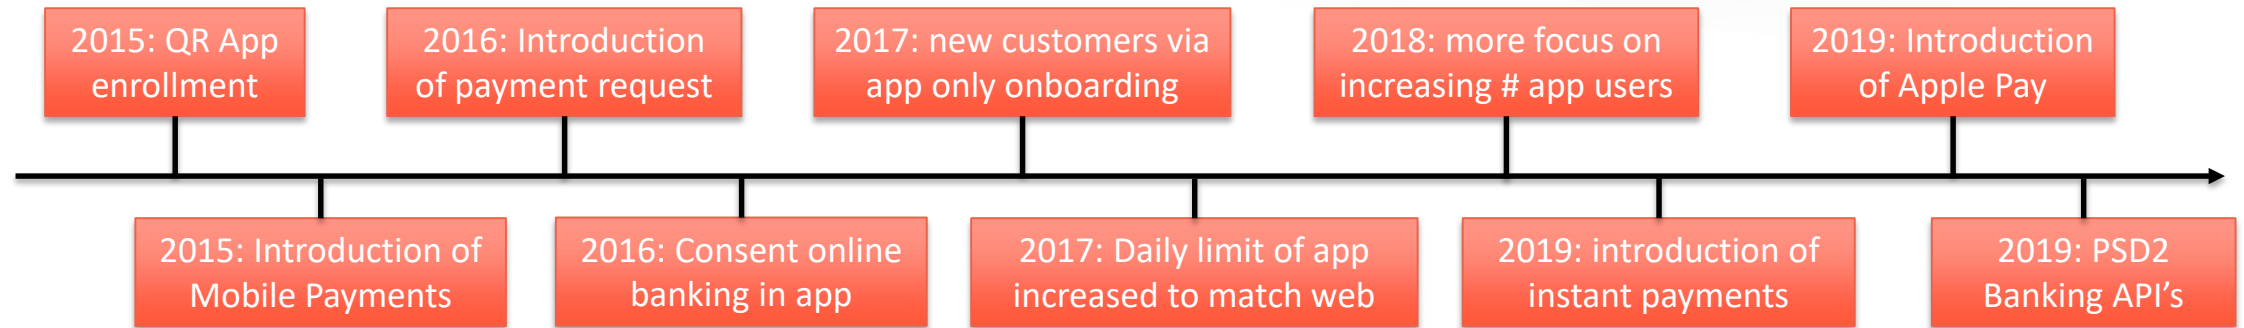 2015: QR App
enrollment
2016: Introduction
of payment request
2017: new customers via
app only onboarding
2018: more focus on
increasing # app users
2019: Introduction
of Apple Pay
2015: Introduction of
Mobile Payments
2016: Consent online
banking in app
2017: Daily limit of app
increased to match web
2019: introduction of
instant payments
2019: PSD2
Banking API’s